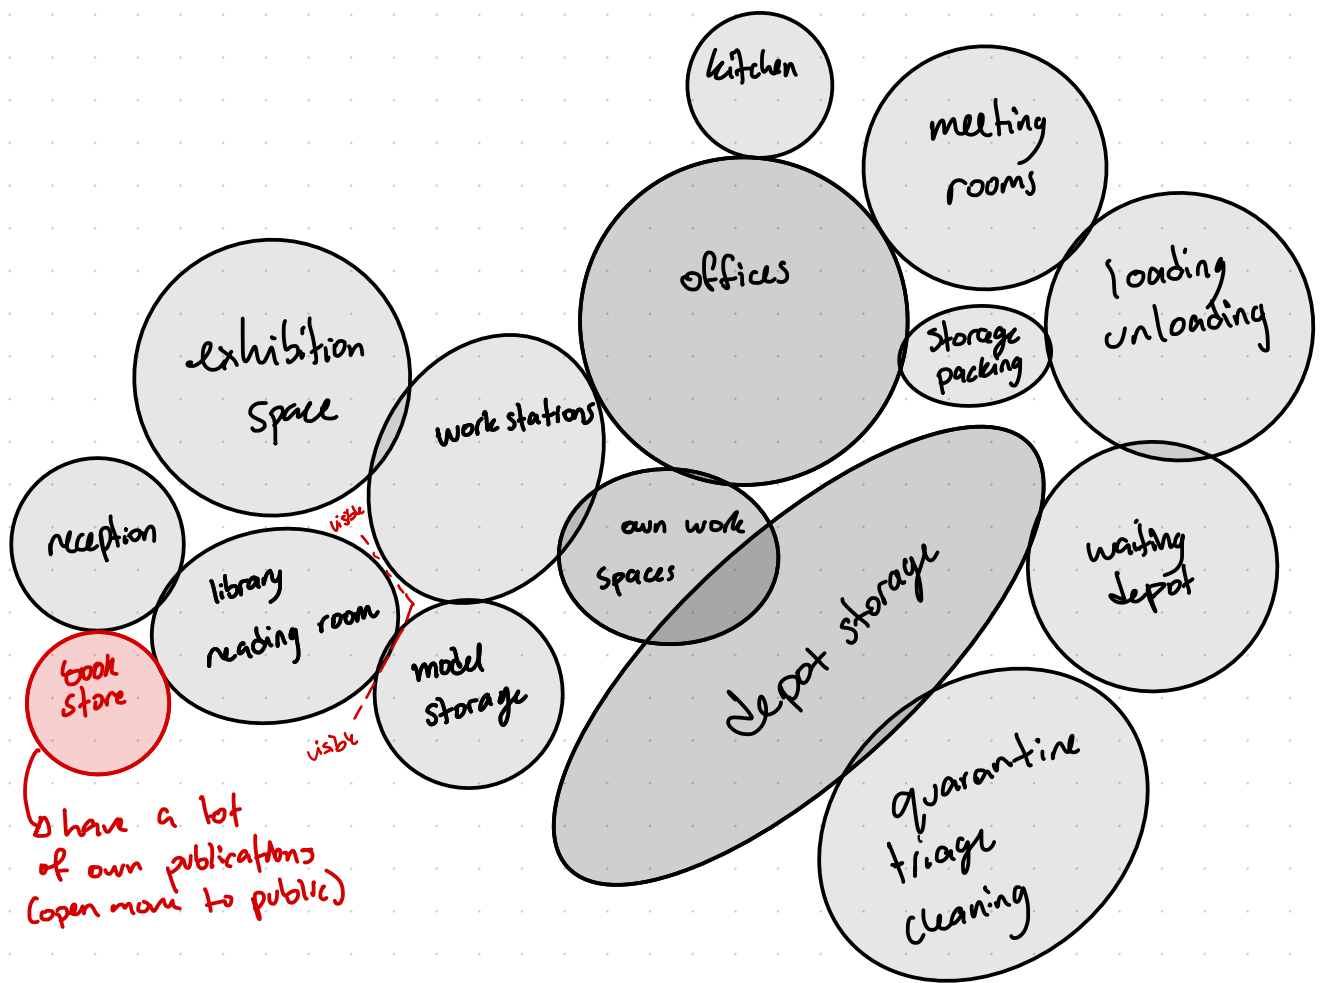 kitchen
meeting
rooms
offices
loading
unloading
storage
packing
exhibition
space
work stations
reception
visible
own work
spaces
waiting
depot
library
reading room
depot storage
model
storage
book
store
visible
quarantine
triage
cleaning
have a lot
of own publications
(open more to public)